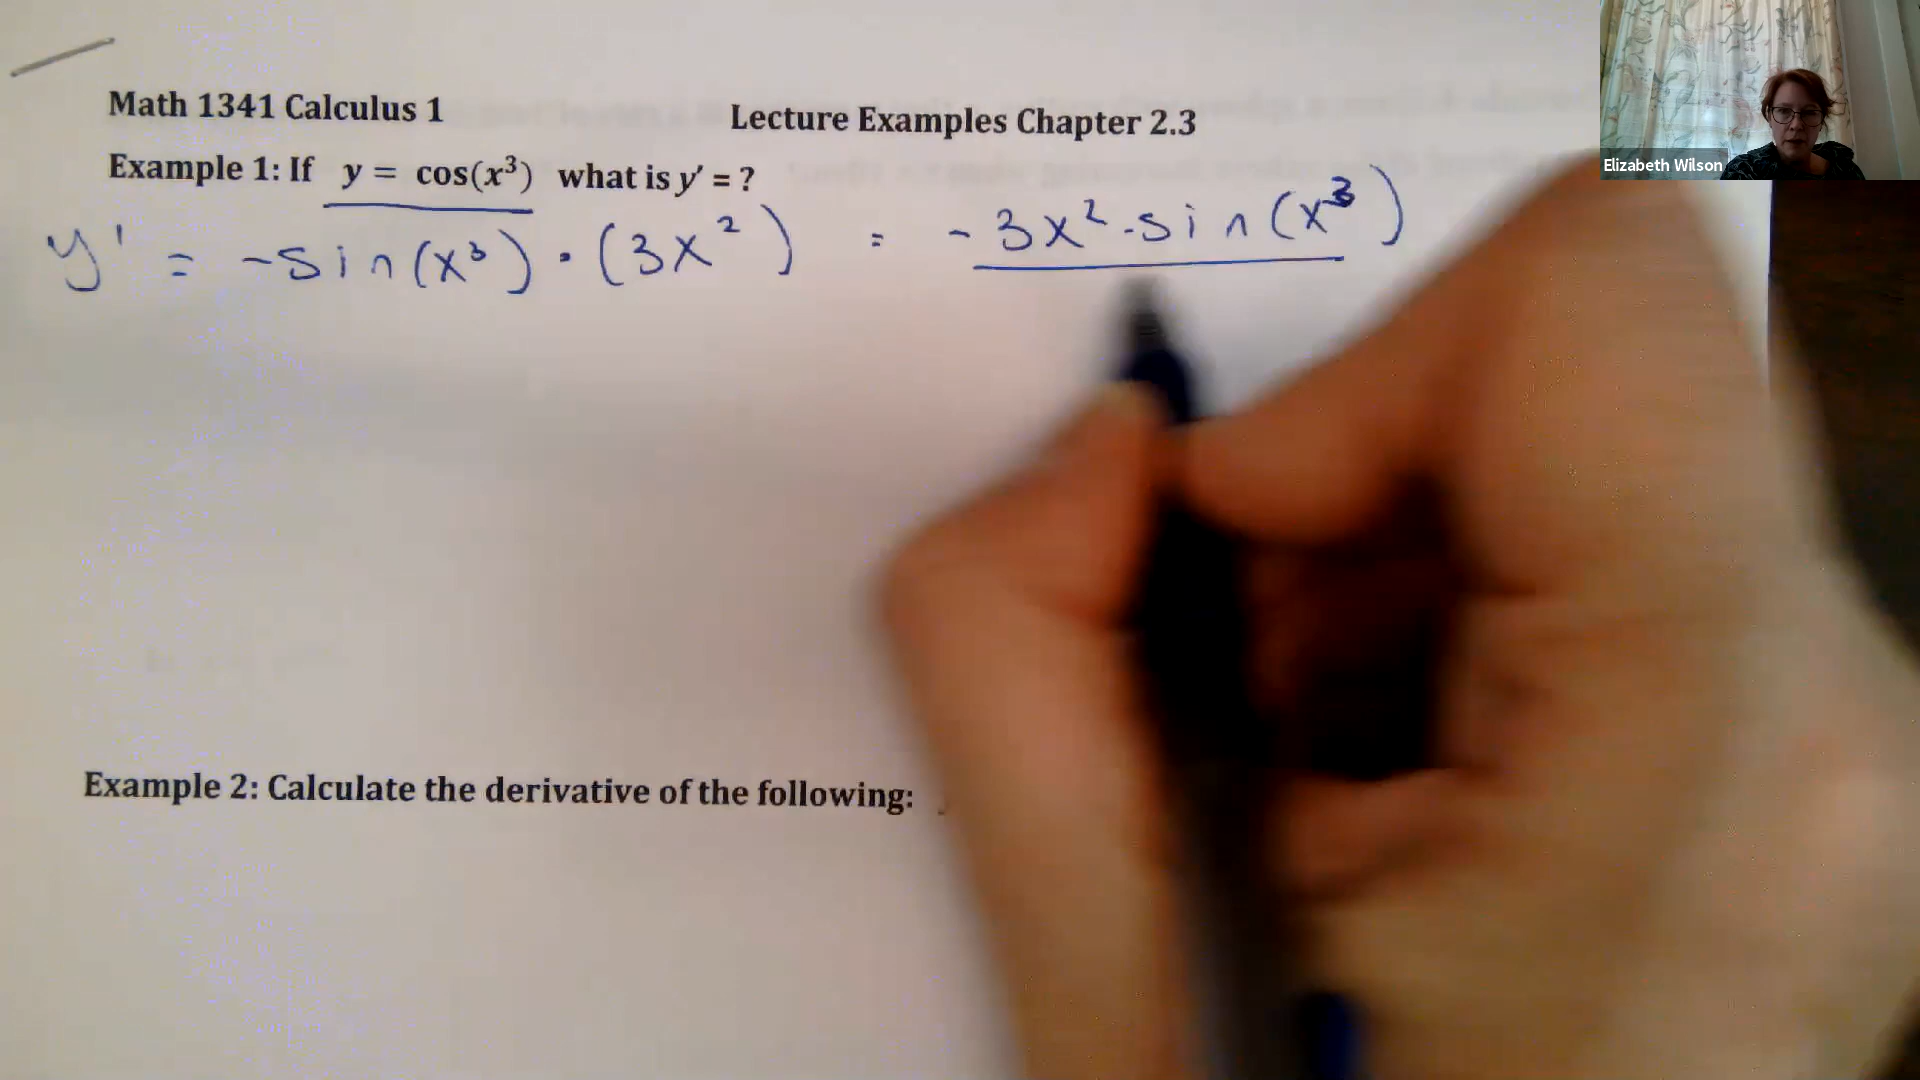 Math 1341 Calculus 1 Lecture Examples Chapter 2.3
Elizabeth Wilson
Example 1: If y = cos(x³) what is y′ = ?
y' = -sin(x³) · (3x²) = -3x² · sin(x³)
Example 2: Calculate the derivative of the following: